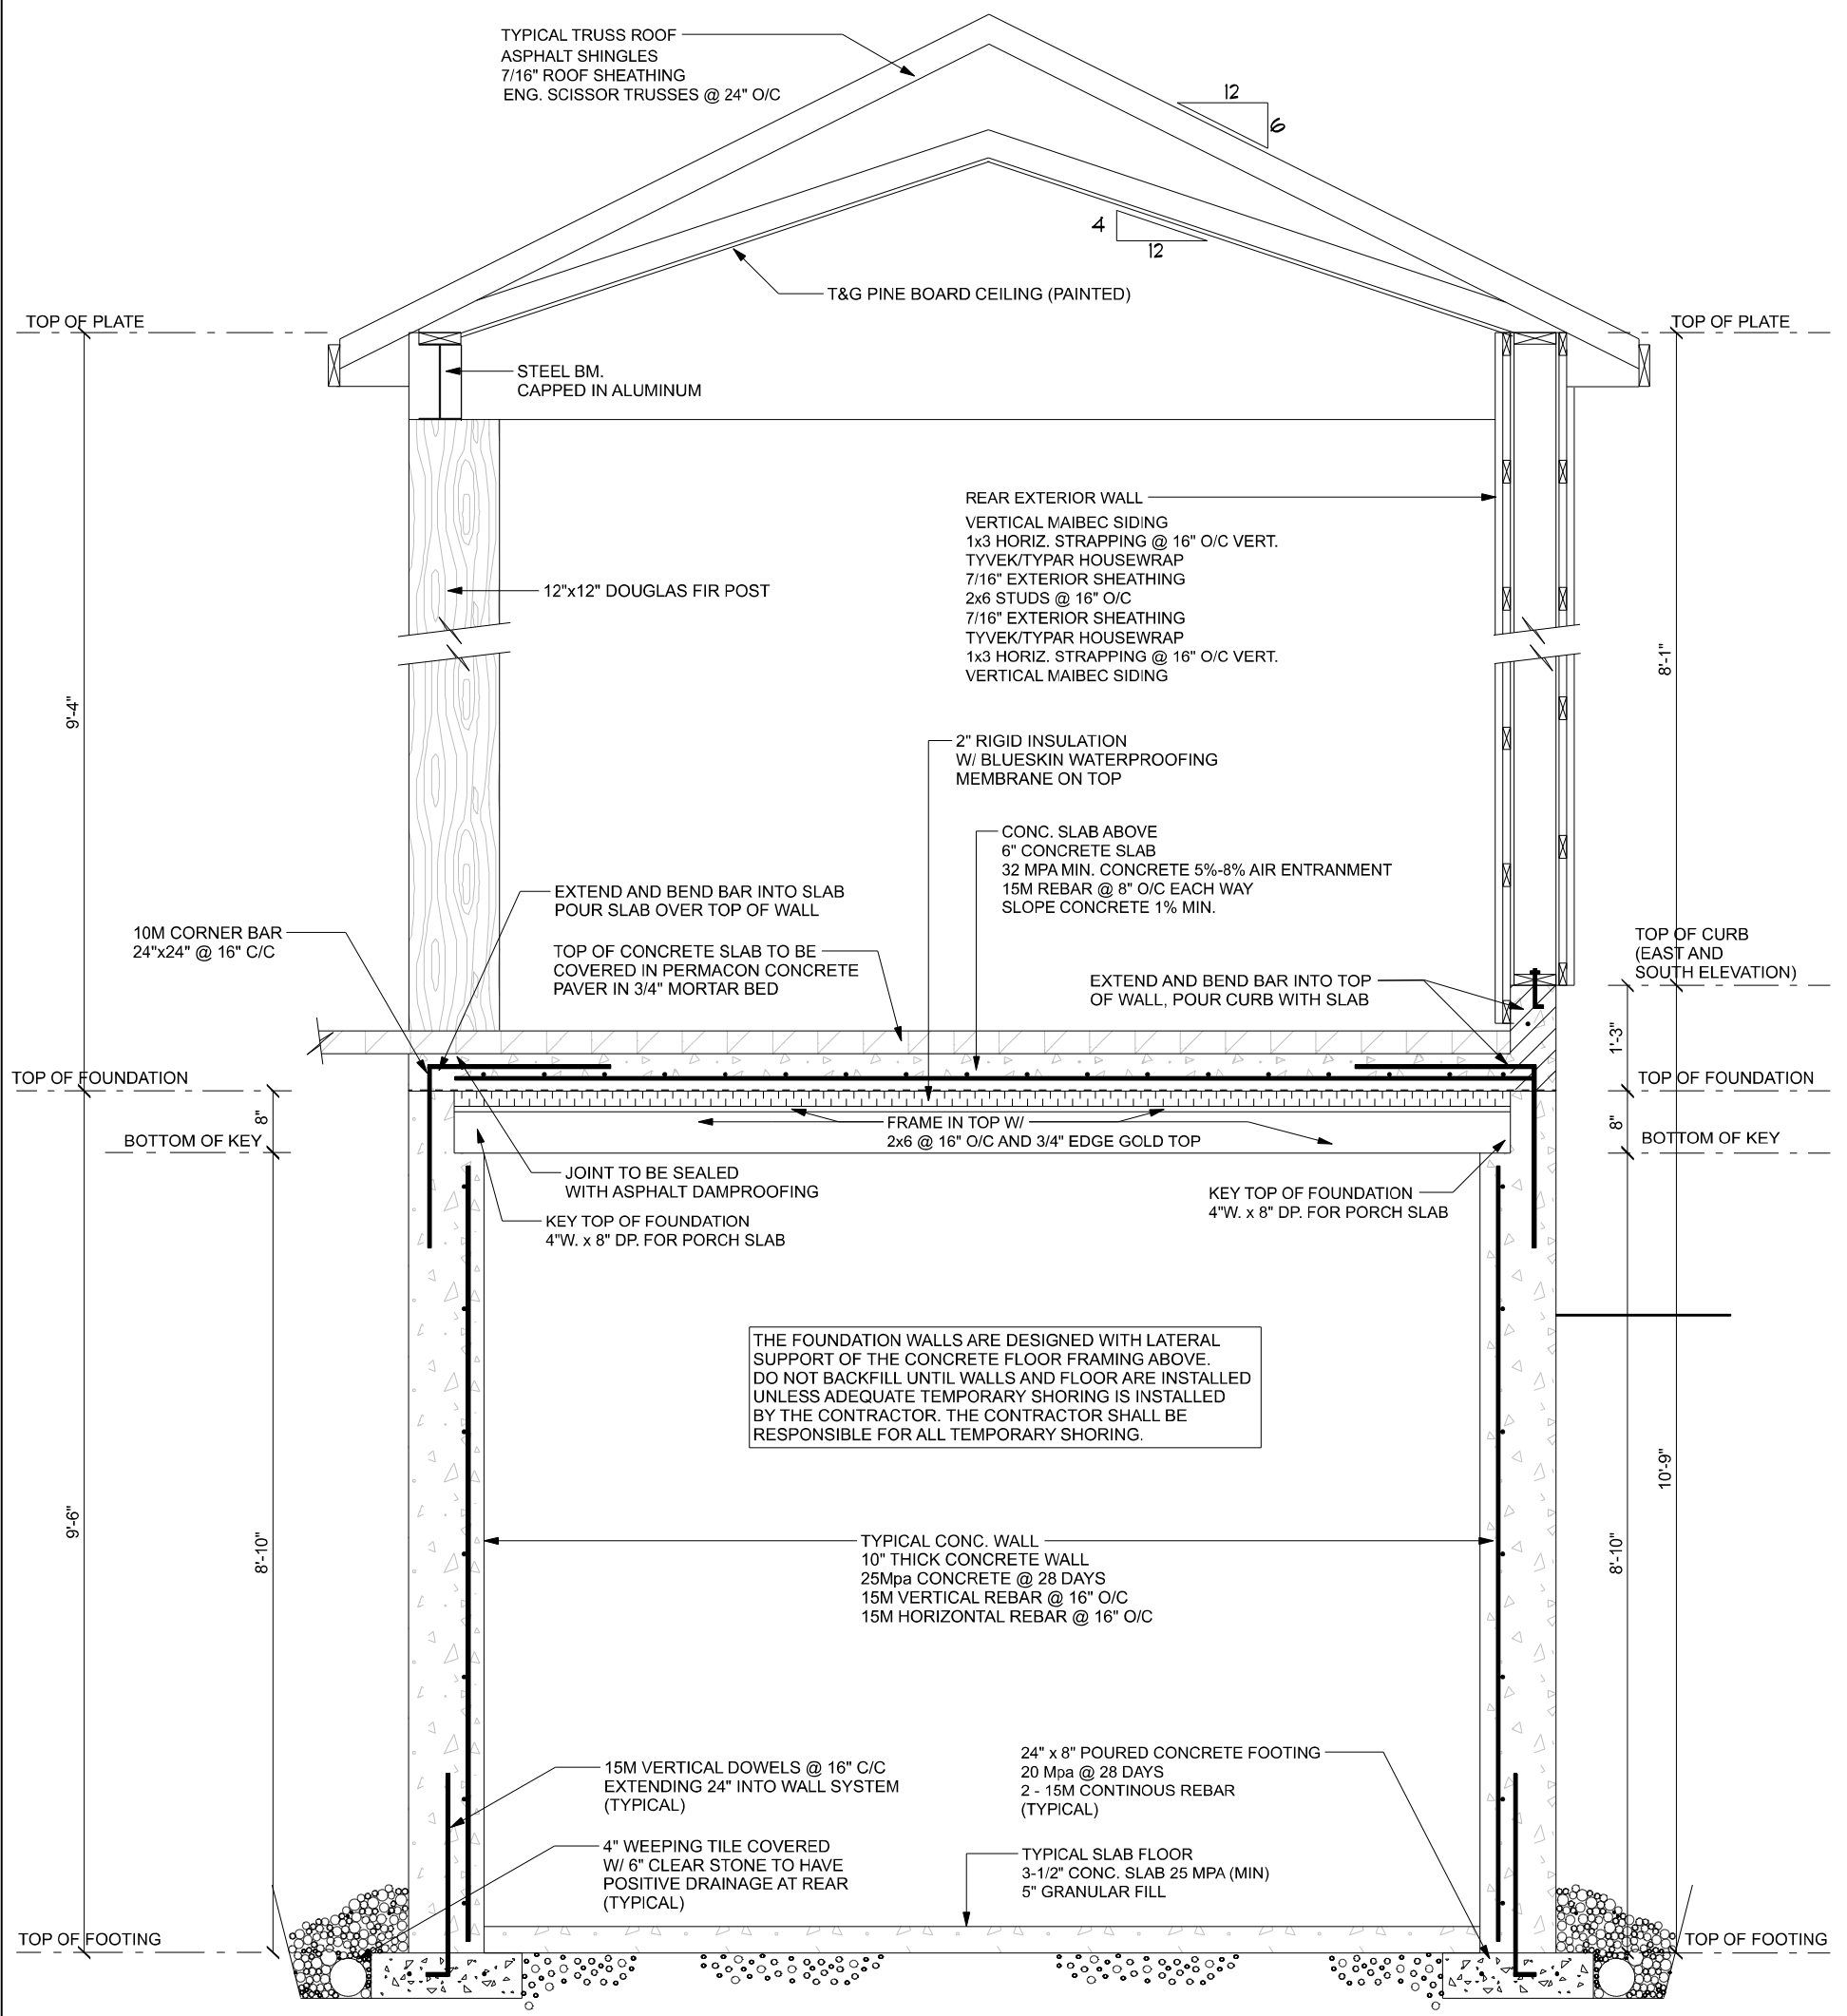 TYPICAL TRUSS ROOF
ASPHALT SHINGLES
7/16" ROOF SHEATHING
ENG. SCISSOR TRUSSES @ 24" O/C
12
6
4
12
T&G PINE BOARD CEILING (PAINTED)
TOP OF PLATE
TOP OF PLATE
STEEL BM.
CAPPED IN ALUMINUM
REAR EXTERIOR WALL
VERTICAL MAIBEC SIDING
1x3 HORIZ. STRAPPING @ 16" O/C VERT.
TYVEK/TYPAR HOUSEWRAP
7/16" EXTERIOR SHEATHING
2x6 STUDS @ 16" O/C
7/16" EXTERIOR SHEATHING
TYVEK/TYPAR HOUSEWRAP
1x3 HORIZ. STRAPPING @ 16" O/C VERT.
VERTICAL MAIBEC SIDING
12"x12" DOUGLAS FIR POST
9'-4"
8'-1"
2" RIGID INSULATION
W/ BLUESKIN WATERPROOFING
MEMBRANE ON TOP
CONC. SLAB ABOVE
6" CONCRETE SLAB
32 MPA MIN. CONCRETE 5%-8% AIR ENTRANMENT
15M REBAR @ 8" O/C EACH WAY
SLOPE CONCRETE 1% MIN.
EXTEND AND BEND BAR INTO SLAB
POUR SLAB OVER TOP OF WALL
10M CORNER BAR
24"x24" @ 16" C/C
TOP OF CONCRETE SLAB TO BE
COVERED IN PERMACON CONCRETE
PAVER IN 3/4" MORTAR BED
EXTEND AND BEND BAR INTO TOP
OF WALL, POUR CURB WITH SLAB
TOP OF CURB
(EAST AND
SOUTH ELEVATION)
1'-3"
TOP OF FOUNDATION
TOP OF FOUNDATION
8"
8"
FRAME IN TOP W/
2x6 @ 16" O/C AND 3/4" EDGE GOLD TOP
BOTTOM OF KEY
BOTTOM OF KEY
JOINT TO BE SEALED
WITH ASPHALT DAMPROOFING
KEY TOP OF FOUNDATION
4"W. x 8" DP. FOR PORCH SLAB
KEY TOP OF FOUNDATION
4"W. x 8" DP. FOR PORCH SLAB
THE FOUNDATION WALLS ARE DESIGNED WITH LATERAL
SUPPORT OF THE CONCRETE FLOOR FRAMING ABOVE.
DO NOT BACKFILL UNTIL WALLS AND FLOOR ARE INSTALLED
UNLESS ADEQUATE TEMPORARY SHORING IS INSTALLED
BY THE CONTRACTOR. THE CONTRACTOR SHALL BE
RESPONSIBLE FOR ALL TEMPORARY SHORING.
9'-6"
8'-10"
8'-10"
10'-9"
TYPICAL CONC. WALL
10" THICK CONCRETE WALL
25Mpa CONCRETE @ 28 DAYS
15M VERTICAL REBAR @ 16" O/C
15M HORIZONTAL REBAR @ 16" O/C
15M VERTICAL DOWELS @ 16" C/C
EXTENDING 24" INTO WALL SYSTEM
(TYPICAL)
24" x 8" POURED CONCRETE FOOTING
20 Mpa @ 28 DAYS
2 - 15M CONTINOUS REBAR
(TYPICAL)
4" WEEPING TILE COVERED
W/ 6" CLEAR STONE TO HAVE
POSITIVE DRAINAGE AT REAR
(TYPICAL)
TYPICAL SLAB FLOOR
3-1/2" CONC. SLAB 25 MPA (MIN)
5" GRANULAR FILL
TOP OF FOOTING
TOP OF FOOTING